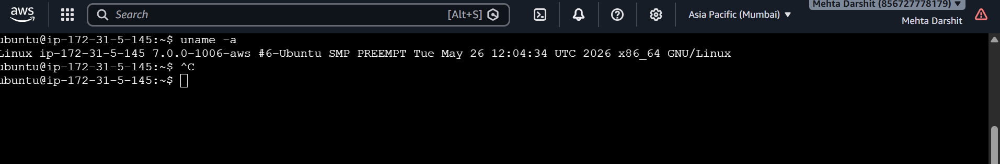 aws
Search [Alt+S]
Asia Pacific (Mumbai)
Mehta Darshit (856727778179)
Mehta Darshit
ubuntu@ip-172-31-5-145:~$ uname -a
Linux ip-172-31-5-145 7.0.0-1006-aws #6-Ubuntu SMP PREEMPT Tue May 26 12:04:34 UTC 2026 x86_64 GNU/Linux
ubuntu@ip-172-31-5-145:~$ ^C
ubuntu@ip-172-31-5-145:~$